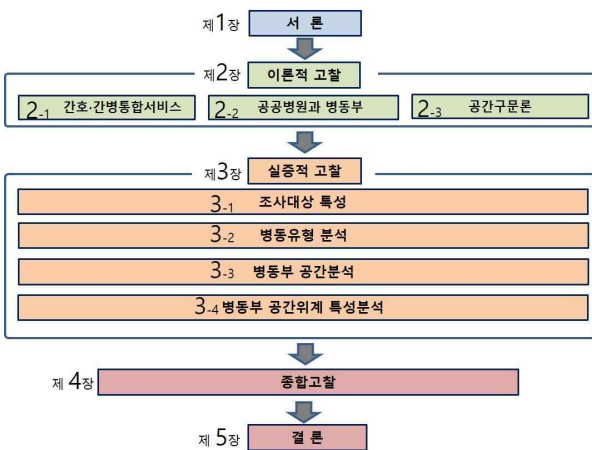 제1장 서 론
제2장 이론적 고찰
2-1 간호·간병통합서비스 2-2 공공병원과 병동부 2-3 공간구문론
제3장 실증적 고찰
3-1 조사대상 특성
3-2 병동유형 분석
3-3 병동부 공간분석
3-4 병동부 공간위계 특성분석
제 4장 종합고찰
제 5장 결 론